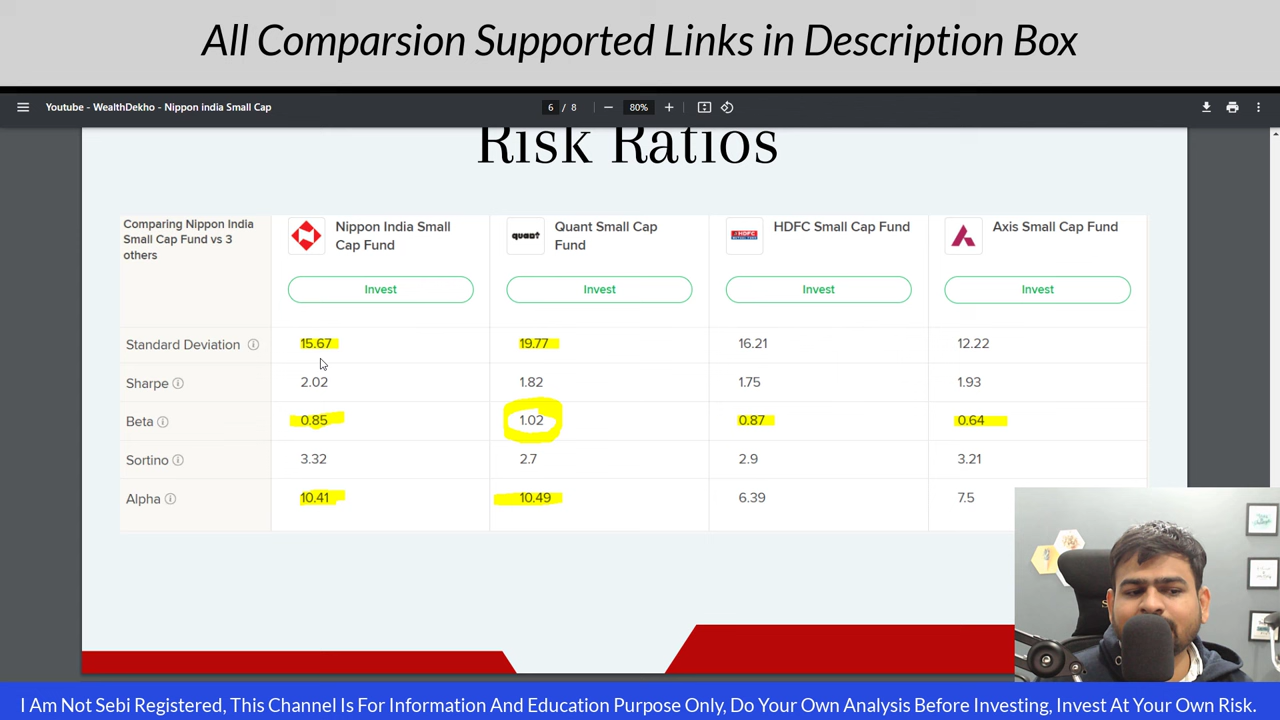 All Comparsion Supported Links in Description Box
Youtube - WealthDekho - Nippon india Small Cap
6 / 8
80%
Risk Ratios
Comparing Nippon India
Small Cap Fund vs 3
others
Nippon India Small
Cap Fund
Invest
quant
Quant Small Cap
Fund
Invest
HDFC
HDFC Small Cap Fund
Invest
Axis Small Cap Fund
Invest
Standard Deviation 15.67 19.77 16.21 12.22
Sharpe 2.02 1.82 1.75 1.93
Beta 0.85 1.02 0.87 0.64
Sortino 3.32 2.7 2.9 3.21
Alpha 10.41 10.49 6.39 7.5
I Am Not Sebi Registered, This Channel Is For Information And Education Purpose Only, Do Your Own Analysis Before Investing, Invest At Your Own Risk.